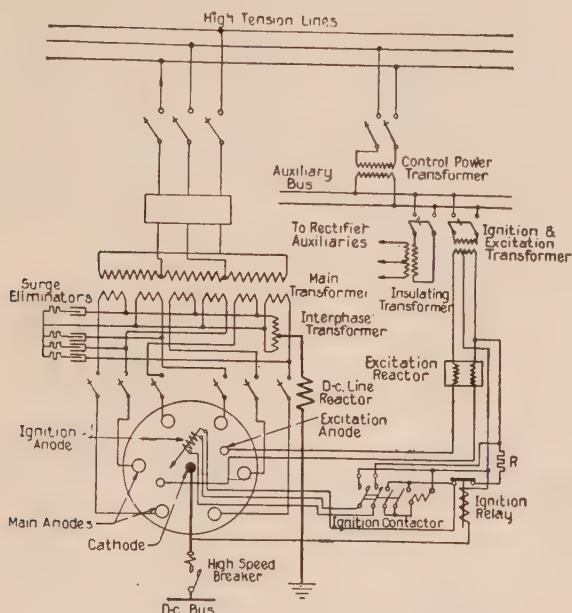 High Tension Lines
Control Power
Transformer
Auxiliary
Bus
To Rectifier
Auxiliaries
Ignition &
Excitation
Transformer
Insulating
Transformer
Main
Transformer
Surge
Eliminators
Interphase
Transformer
Excitation
Reactor
D-c. Line
Reactor
Ignition
Anode
Excitation
Anode
R
Ignition
Relay
Ignition Contactor
Main Anodes
Cathode
High Speed
Breaker
D-c. Bus